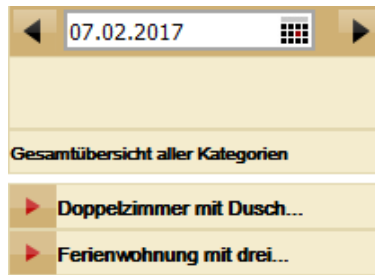 07.02.2017
Gesamtübersicht aller Kategorien
Doppelzimmer mit Dusch...
Ferienwohnung mit drei...